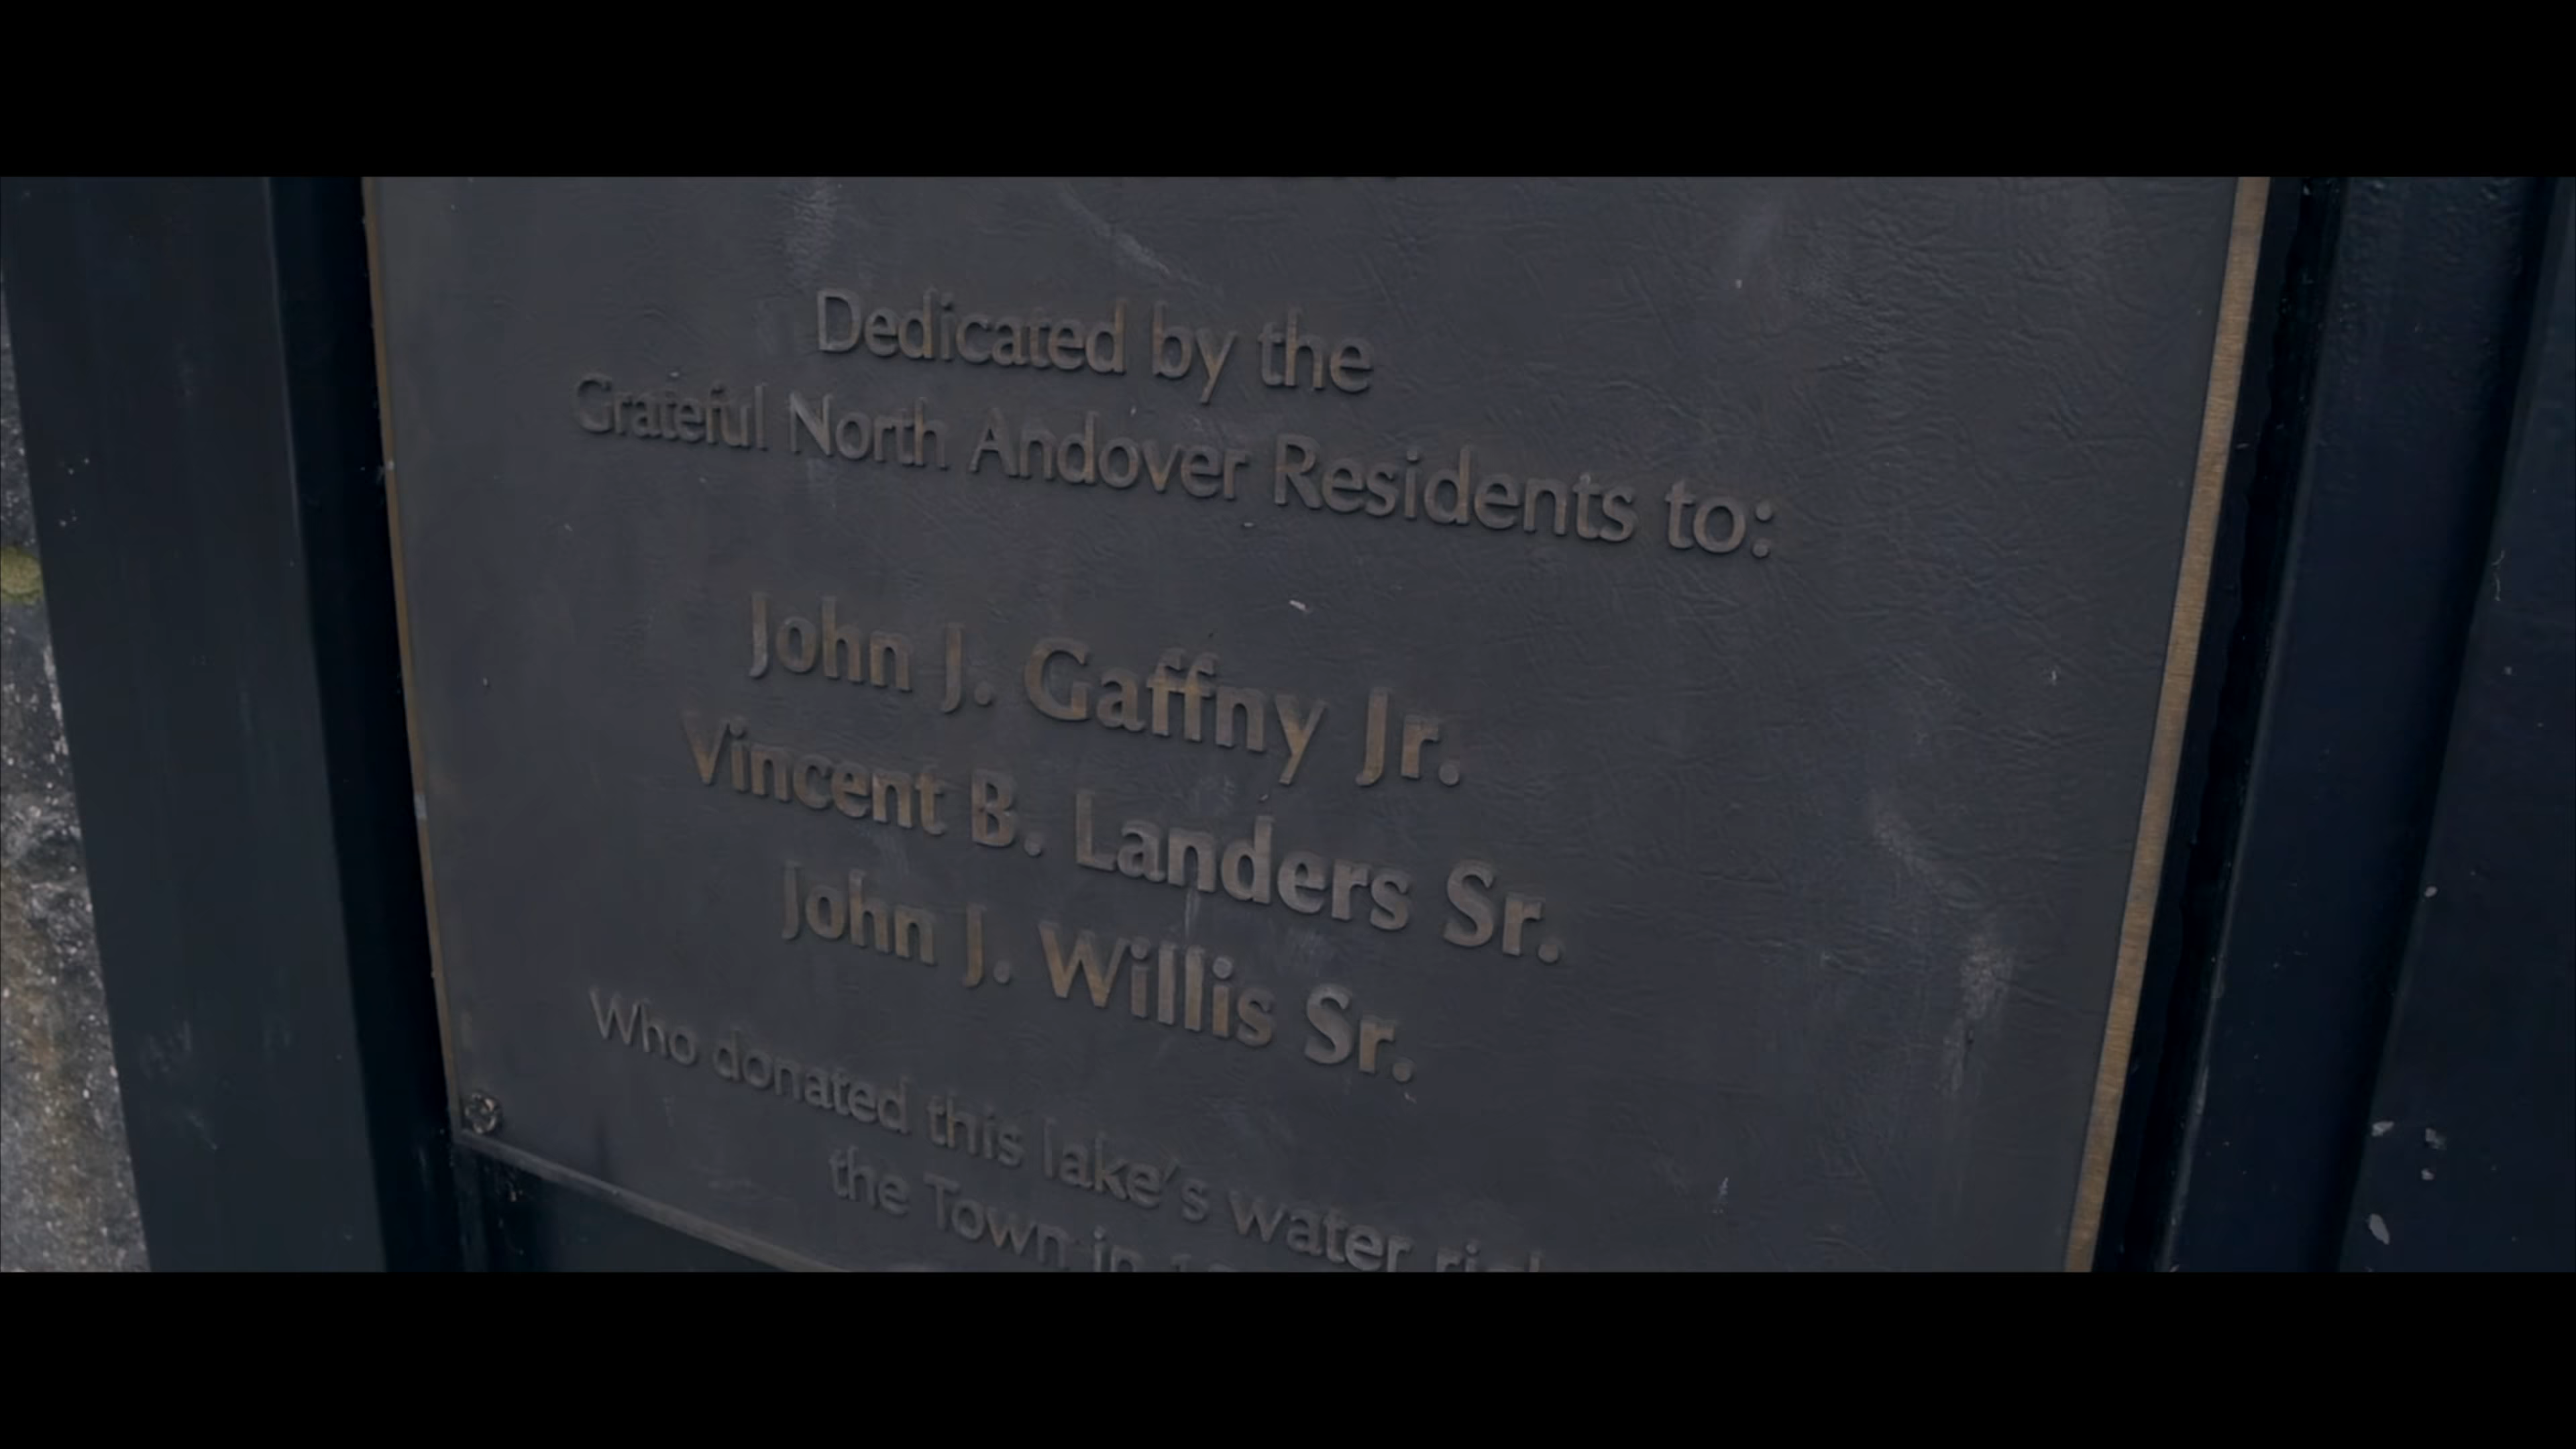 Dedicated by the
Grateful North Andover Residents to:
John J. Gaffny Jr.
Vincent B. Landers Sr.
John J. Willis Sr.
Who donated this lake's water
the Town in